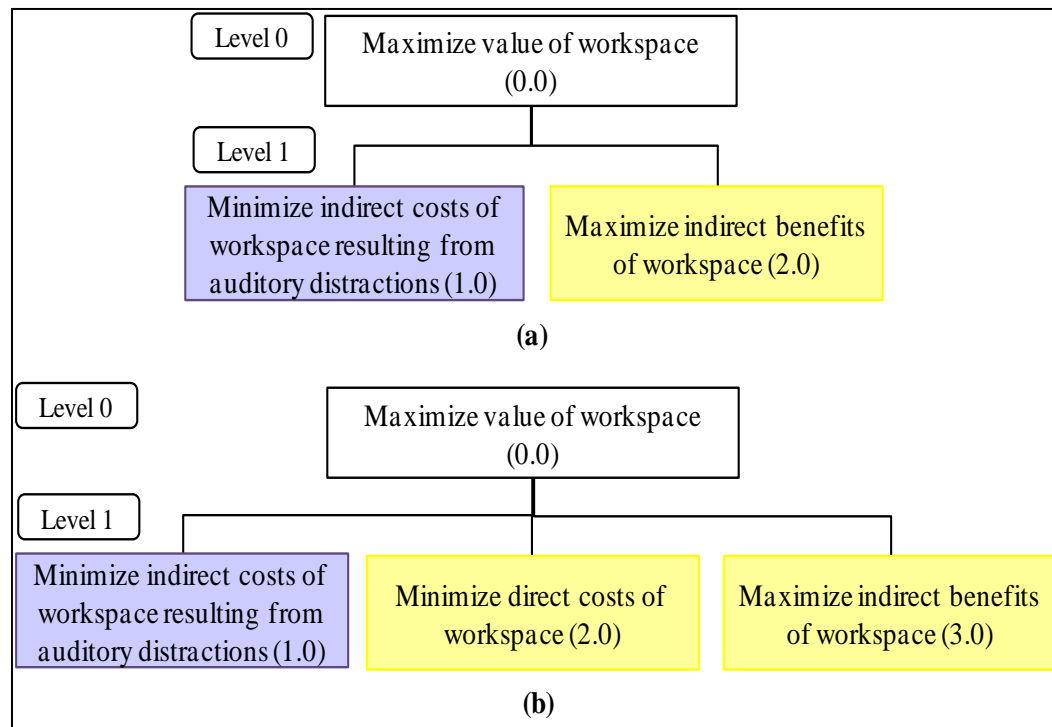 Level 0
Maximize value of workspace
(0.0)
Level 1
Minimize indirect costs of
workspace resulting from
auditory distractions (1.0)
Maximize indirect benefits
of workspace (2.0)
(a)
Level 0
Maximize value of workspace
(0.0)
Level 1
Minimize indirect costs of
workspace resulting from
auditory distractions (1.0)
Minimize direct costs of
workspace (2.0)
Maximize indirect benefits
of workspace (3.0)
(b)